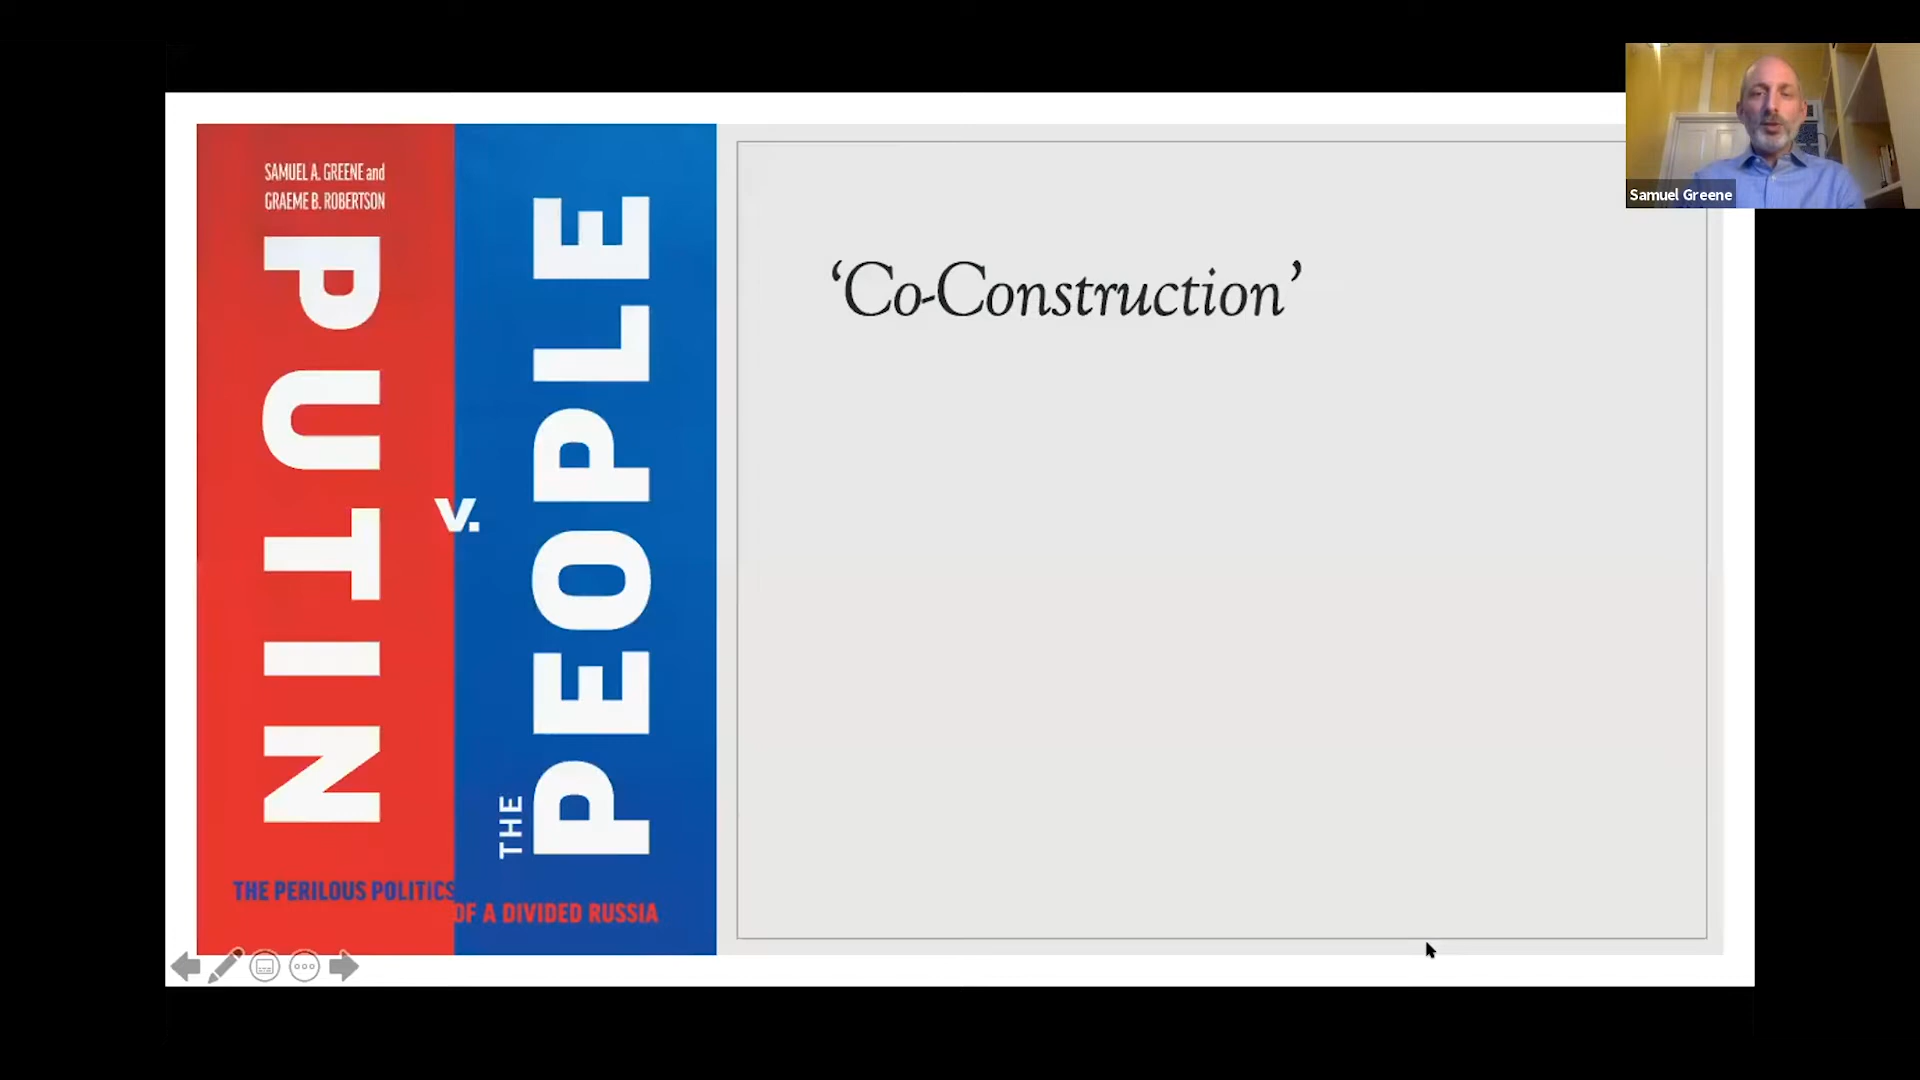 SAMUEL A. GREENE and
GRAEME B. ROBERTSON
PUTIN
v.
THE
PEOPLE
THE PERILOUS POLITICS
OF A DIVIDED RUSSIA
‘Co-Construction’
Samuel Greene